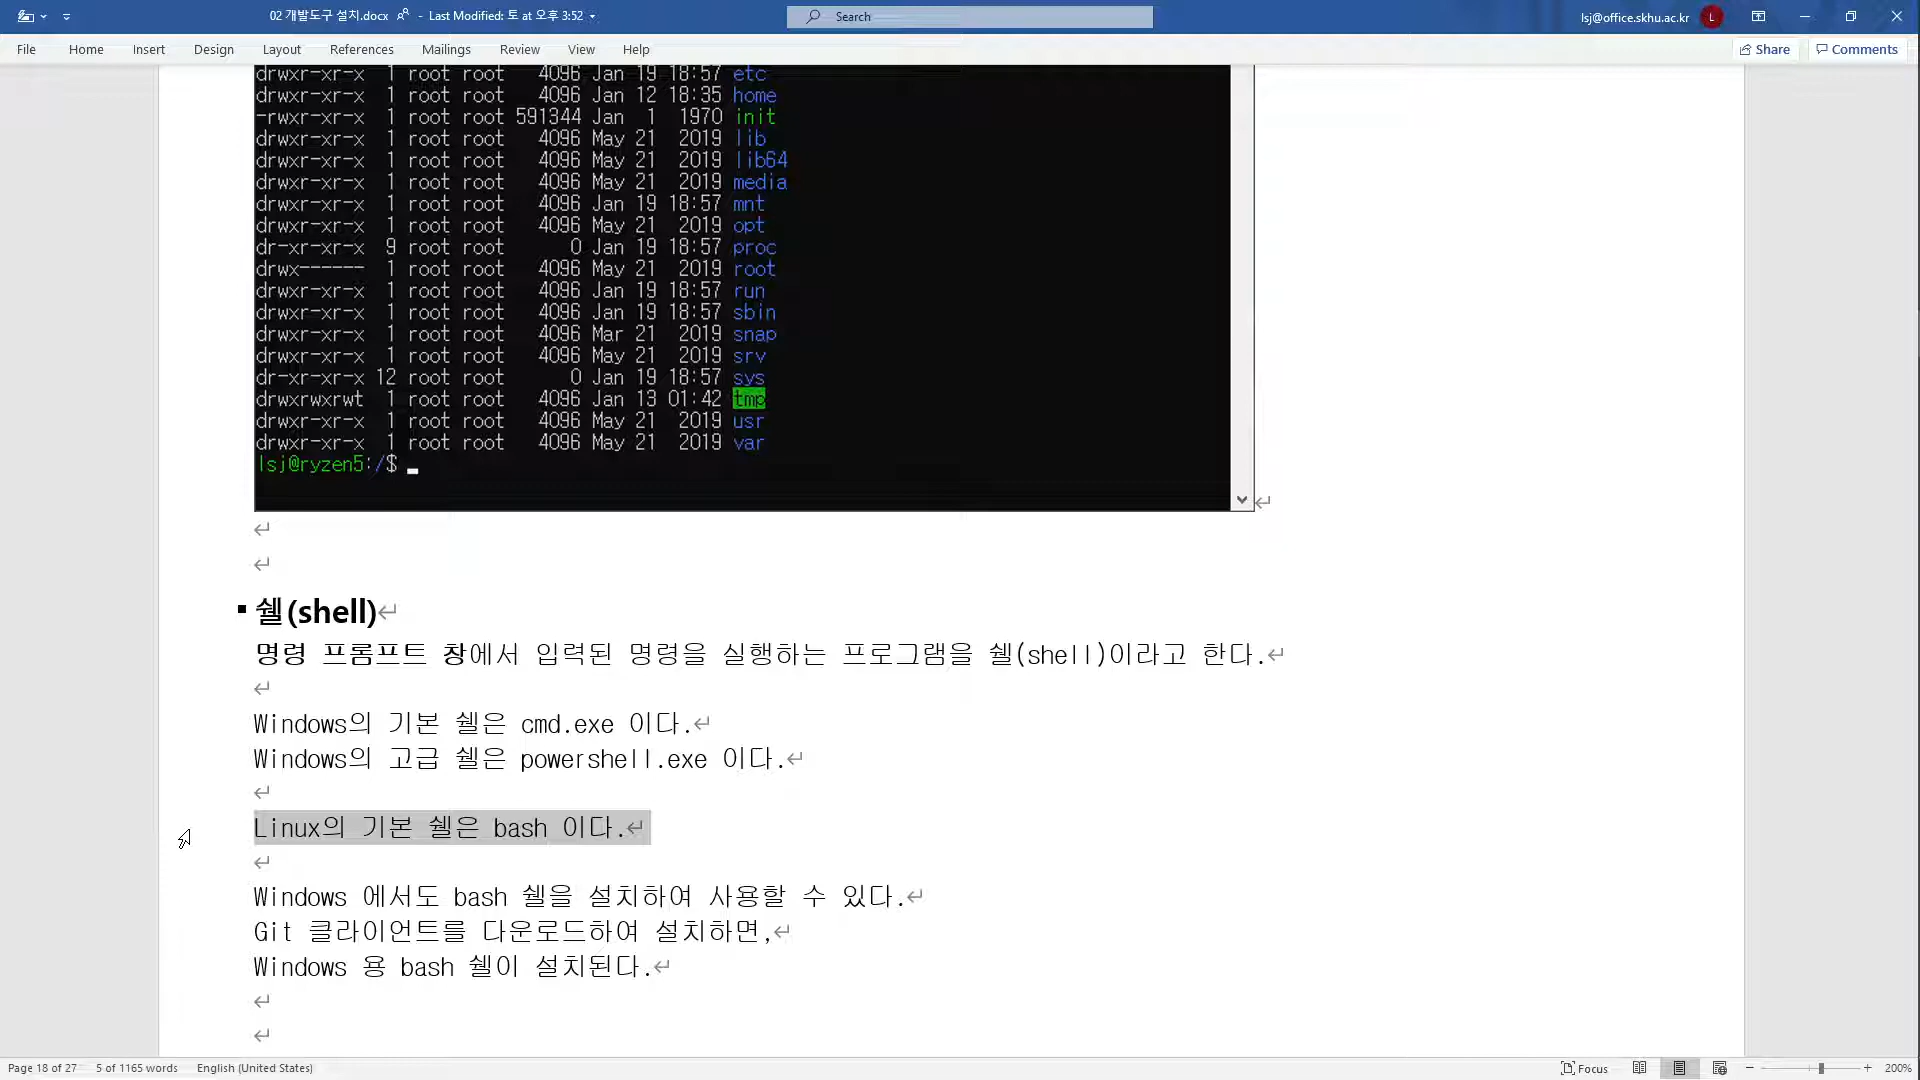 02 개발도구 설치.docx - Last Modified: 토 at 오후 3:52
Search
lsj@office.skhu.ac.kr
L
File Home Insert Design Layout References Mailings Review View Help
Share Comments
drwxr-xr-x 1 root root 4096 Jan 19 18:57 etc
drwxr-xr-x 1 root root 4096 Jan 12 18:35 home
-rwxr-xr-x 1 root root 591344 Jan 1 1970 init
drwxr-xr-x 1 root root 4096 May 21 2019 lib
drwxr-xr-x 1 root root 4096 May 21 2019 lib64
drwxr-xr-x 1 root root 4096 May 21 2019 media
drwxr-xr-x 1 root root 4096 Jan 19 18:57 mnt
drwxr-xr-x 1 root root 4096 May 21 2019 opt
dr-xr-xr-x 9 root root 0 Jan 19 18:57 proc
drwx------ 1 root root 4096 May 21 2019 root
drwxr-xr-x 1 root root 4096 Jan 19 18:57 run
drwxr-xr-x 1 root root 4096 Jan 19 18:57 sbin
drwxr-xr-x 1 root root 4096 Mar 21 2019 snap
drwxr-xr-x 1 root root 4096 May 21 2019 srv
dr-xr-xr-x 12 root root 0 Jan 19 18:57 sys
drwxrwxrwt 1 root root 4096 Jan 13 01:42 tmp
drwxr-xr-x 1 root root 4096 May 21 2019 usr
drwxr-xr-x 1 root root 4096 May 21 2019 var
lsj@ryzen5:/$
쉘(shell)
명령 프롬프트 창에서 입력된 명령을 실행하는 프로그램을 쉘(shell)이라고 한다.
Windows의 기본 쉘은 cmd.exe 이다.
Windows의 고급 쉘은 powershell.exe 이다.
Linux의 기본 쉘은 bash 이다.
Windows 에서도 bash 쉘을 설치하여 사용할 수 있다.
Git 클라이언트를 다운로드하여 설치하면,
Windows 용 bash 쉘이 설치된다.
Page 18 of 27 5 of 1165 words English (United States)
Focus
200%